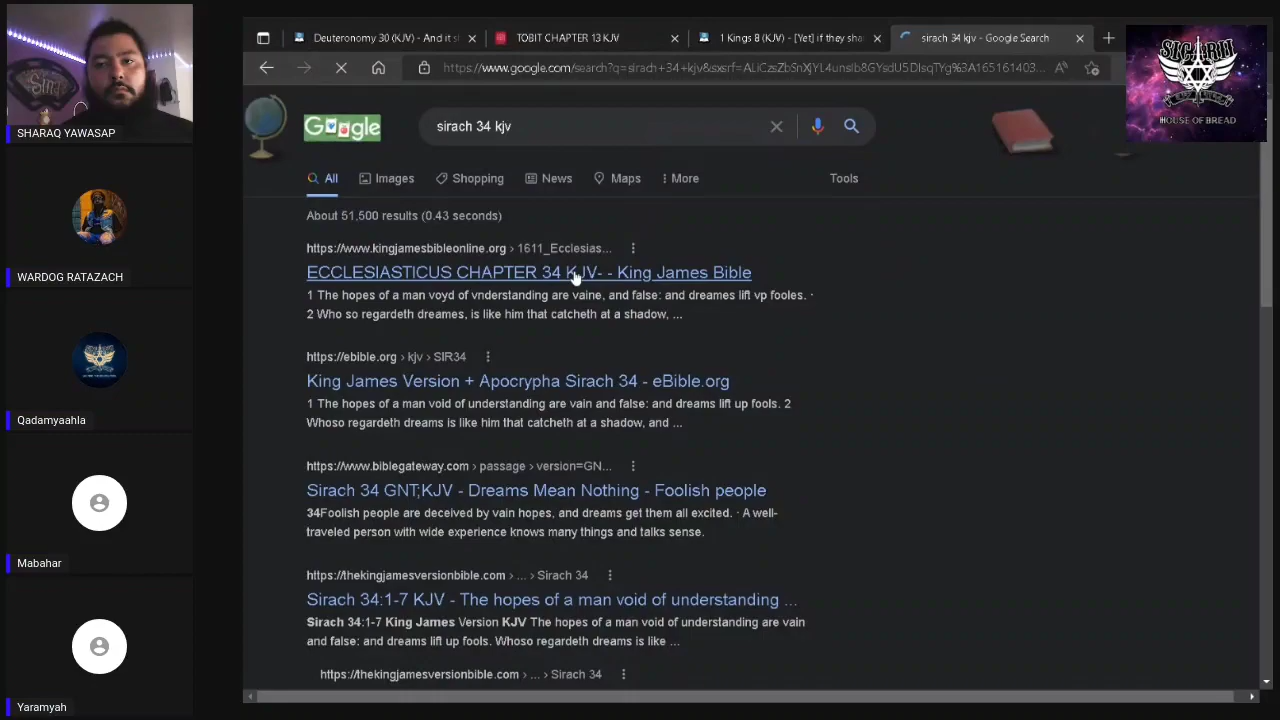 SHARAQ YAWASAP
WARDOG RATAZACH
Qadamyaahla
Mabahar
Yaramyah
Deuteronomy 30 (KJV) - And it s
TOBIT CHAPTER 13 KJV
1 Kings 8 (KJV) - [Yet] if they sha
sirach 34 kjv - Google Search
SICARII
HOUSE OF BREAD
Google
sirach 34 kjv
All
Images
Shopping
News
Maps
More
Tools
About 51,500 results (0.43 seconds)
https://www.kingjamesbibleonline.org › 1611_Ecclesias...
ECCLESIASTICUS CHAPTER 34 KJV- - King James Bible
1 The hopes of a man voyd of vnderstanding are vaine, and false: and dreames lift vp fooles. ·
2 Who so regardeth dreames, is like him that catcheth at a shadow, ...
https://ebible.org › kjv › SIR34
King James Version + Apocrypha Sirach 34 - eBible.org
1 The hopes of a man void of understanding are vain and false: and dreams lift up fools. 2
Whoso regardeth dreams is like him that catcheth at a shadow, and ...
https://www.biblegateway.com › passage › version=GN...
Sirach 34 GNT;KJV - Dreams Mean Nothing - Foolish people
34Foolish people are deceived by vain hopes, and dreams get them all excited. · A well-
traveled person with wide experience knows many things and talks sense.
https://thekingjamesversionbible.com › ... › Sirach 34
Sirach 34:1-7 KJV - The hopes of a man void of understanding ...
Sirach 34:1-7 King James Version KJV The hopes of a man void of understanding are vain
and false: and dreams lift up fools. Whoso regardeth dreams is like ...
https://thekingjamesversionbible.com › ... › Sirach 34